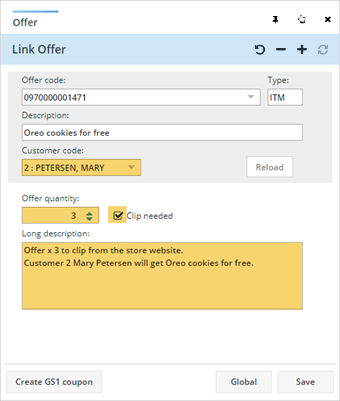 Offer
Link Offer
Offer code:
Type:
0970000001471
ITM
Description:
Oreo cookies for free
Customer code:
2 : PETERSEN, MARY
Reload
Offer quantity:
3
Clip needed
Long description:
Offer x 3 to clip from the store website.
Customer 2 Mary Petersen will get Oreo cookies for free.
Create GS1 coupon
Global
Save